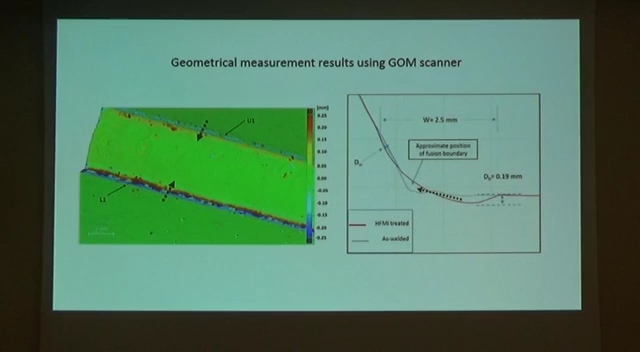 Geometrical measurement results using GOM scanner
[mm]
0.25
0.20
0.15
0.10
0.05
0.00
-0.05
-0.10
-0.15
-0.20
-0.25
U1
L1
W= 2.5 mm
Approximate position
of fusion boundary
= 0.19 mm
HFMI treated
As-welded